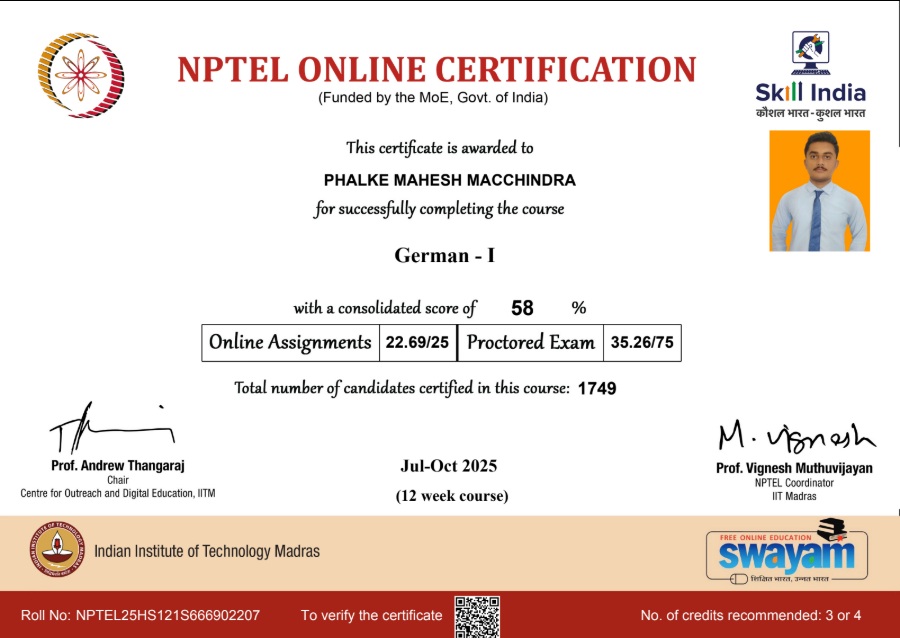 NPTEL ONLINE CERTIFICATION
(Funded by the MoE, Govt. of India)
Skill India
कौशल भारत - कुशल भारत
This certificate is awarded to
PHALKE MAHESH MACCHINDRA
for successfully completing the course
German - I
with a consolidated score of 58 %
Online Assignments 22.69/25 Proctored Exam 35.26/75
Total number of candidates certified in this course: 1749
M. Vignesh
Prof. Andrew Thangaraj
Chair
Centre for Outreach and Digital Education, IITM
Jul-Oct 2025
(12 week course)
Prof. Vignesh Muthuvijayan
NPTEL Coordinator
IIT Madras
INDIAN INSTITUTE OF TECHNOLOGY MADRAS
Indian Institute of Technology Madras
FREE ONLINE EDUCATION
swayam
शिक्षित भारत, उन्नत भारत
Roll No: NPTEL25HS121S666902207 To verify the certificate No. of credits recommended: 3 or 4